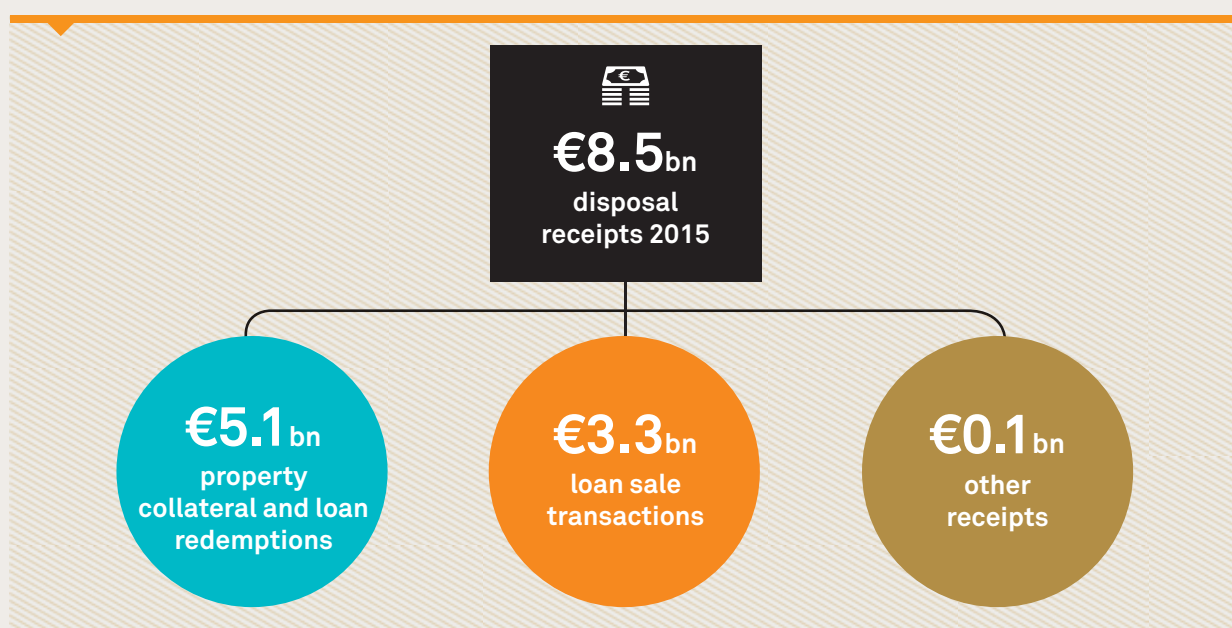 €
€8.5bn
disposal
receipts 2015
€5.1bn
property
collateral and loan
redemptions
€3.3bn
loan sale
transactions
€0.1bn
other
receipts